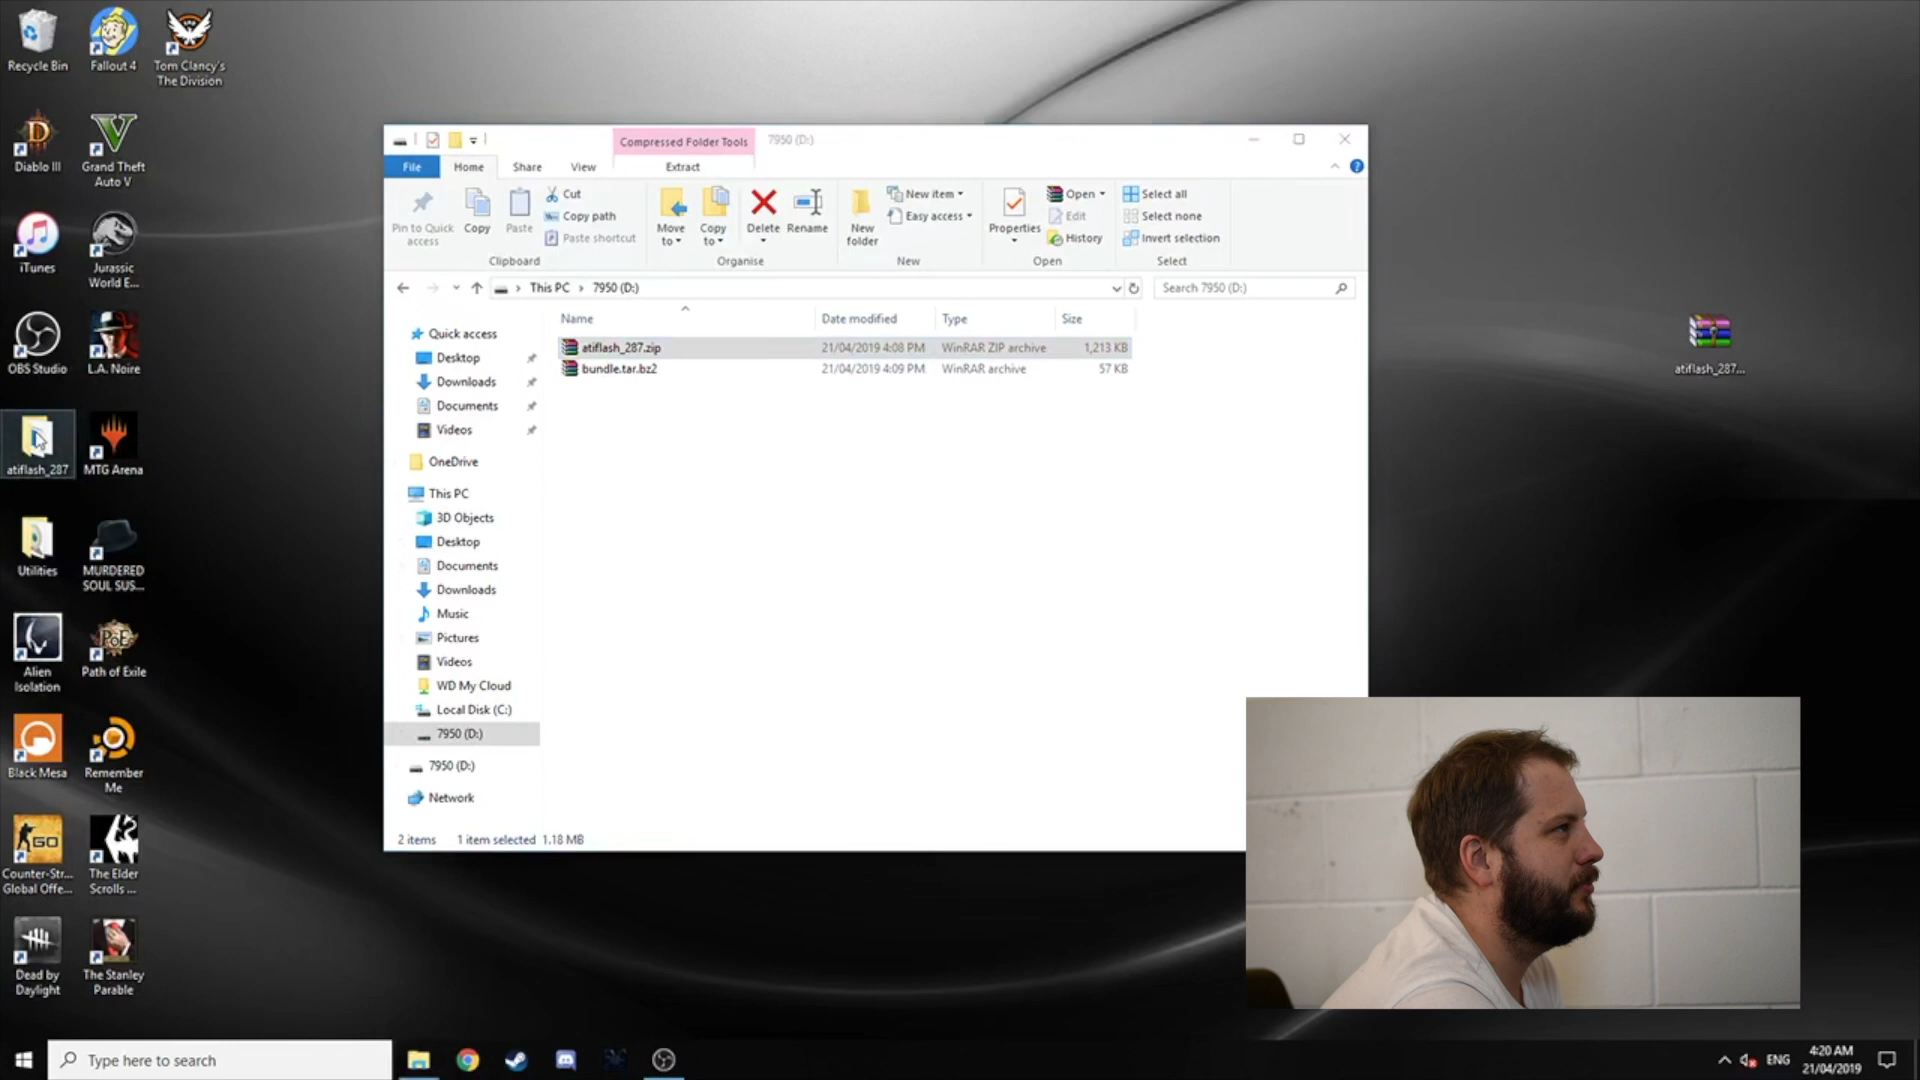 Recycle Bin
Fallout 4
Tom Clancy's
The Division
Diablo III
Grand Theft
Auto V
iTunes
Jurassic
World E...
OBS Studio
L.A. Noire
atiflash_287
MTG Arena
Utilities
MURDERED
SOUL SUS...
Alien
Isolation
Path of Exile
Black Mesa
Remember
Me
GO
Counter-Str...
Global Offe...
The Elder
Scrolls ...
Dead by
Daylight
The Stanley
Parable
Compressed Folder Tools
7950 (D:)
File
Home
Share
View
Extract
Pin to Quick
access
Copy
Paste
Cut
Copy path
Paste shortcut
Clipboard
Move
to
Copy
to
Delete
Rename
Organise
New
folder
New item
Easy access
New
Properties
Open
Edit
History
Open
Select all
Select none
Invert selection
Select
This PC > 7950 (D:)
Search 7950 (D:)
Quick access
Desktop
Downloads
Documents
Videos
OneDrive
This PC
3D Objects
Desktop
Documents
Downloads
Music
Pictures
Videos
WD My Cloud
Local Disk (C:)
7950 (D:)
7950 (D:)
Network
Name Date modified Type Size
atiflash_287.zip 21/04/2019 4:08 PM WinRAR ZIP archive 1,213 KB
bundle.tar.bz2 21/04/2019 4:09 PM WinRAR archive 57 KB
2 items 1 item selected 1.18 MB
atiflash_287...
Type here to search
ENG
4:20 AM
21/04/2019